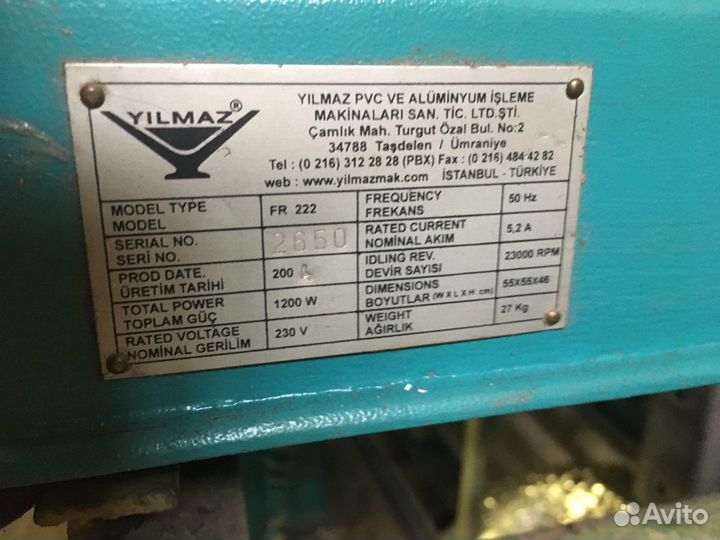 YILMAZ®
YILMAZ PVC VE ALÜMİNYUM İŞLEME
MAKİNALARI SAN. TİC. LTD.ŞTİ.
Çamlık Mah. Turgut Özal Bul. No:2
34788 Taşdelen / Ümraniye
Tel : (0 216) 312 28 28 (PBX) Fax : (0 216) 484 42 82
web : www.yilmazmak.com İSTANBUL - TÜRKİYE
MODEL TYPE
MODEL
FR 222
SERIAL NO.
SERİ NO.
2650
PROD DATE.
ÜRETİM TARİHİ
200
TOTAL POWER
TOPLAM GÜÇ
1200 W
RATED VOLTAGE
NOMİNAL GERİLİM
230 V
FREQUENCY
FREKANS
50 Hz
RATED CURRENT
NOMİNAL AKIM
5,2 A
IDLING REV.
DEVİR SAYISI
23000 RPM
DIMENSIONS
BOYUTLAR (W X L X H cm)
55X55X46
WEIGHT
AĞIRLIK
27 Kg
Avito